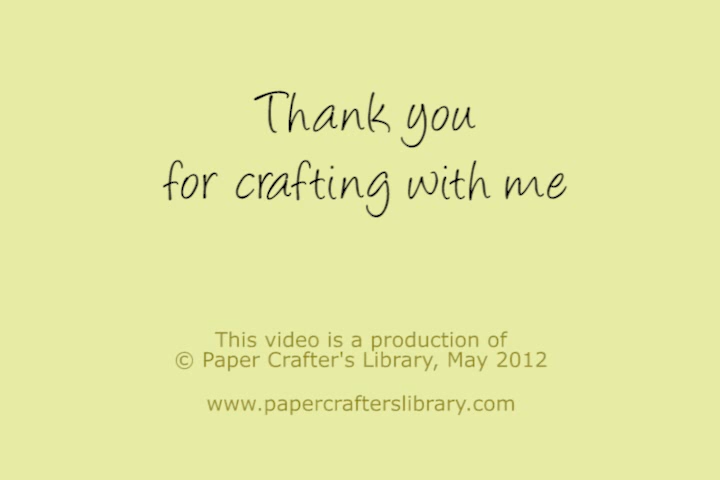 Thank you
for crafting with me
This video is a production of
© Paper Crafter's Library, May 2012
www.papercrafterslibrary.com